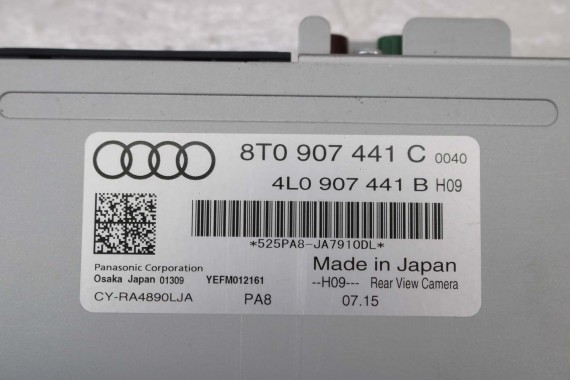 8T0 907 441 C 0040
4L0 907 441 B H09
*525PA8-JA7910DL*
Panasonic Corporation
Made in Japan
Osaka Japan 01309 YEFM012161
--H09--- Rear View Camera
CY-RA4890LJA PA8 07.15